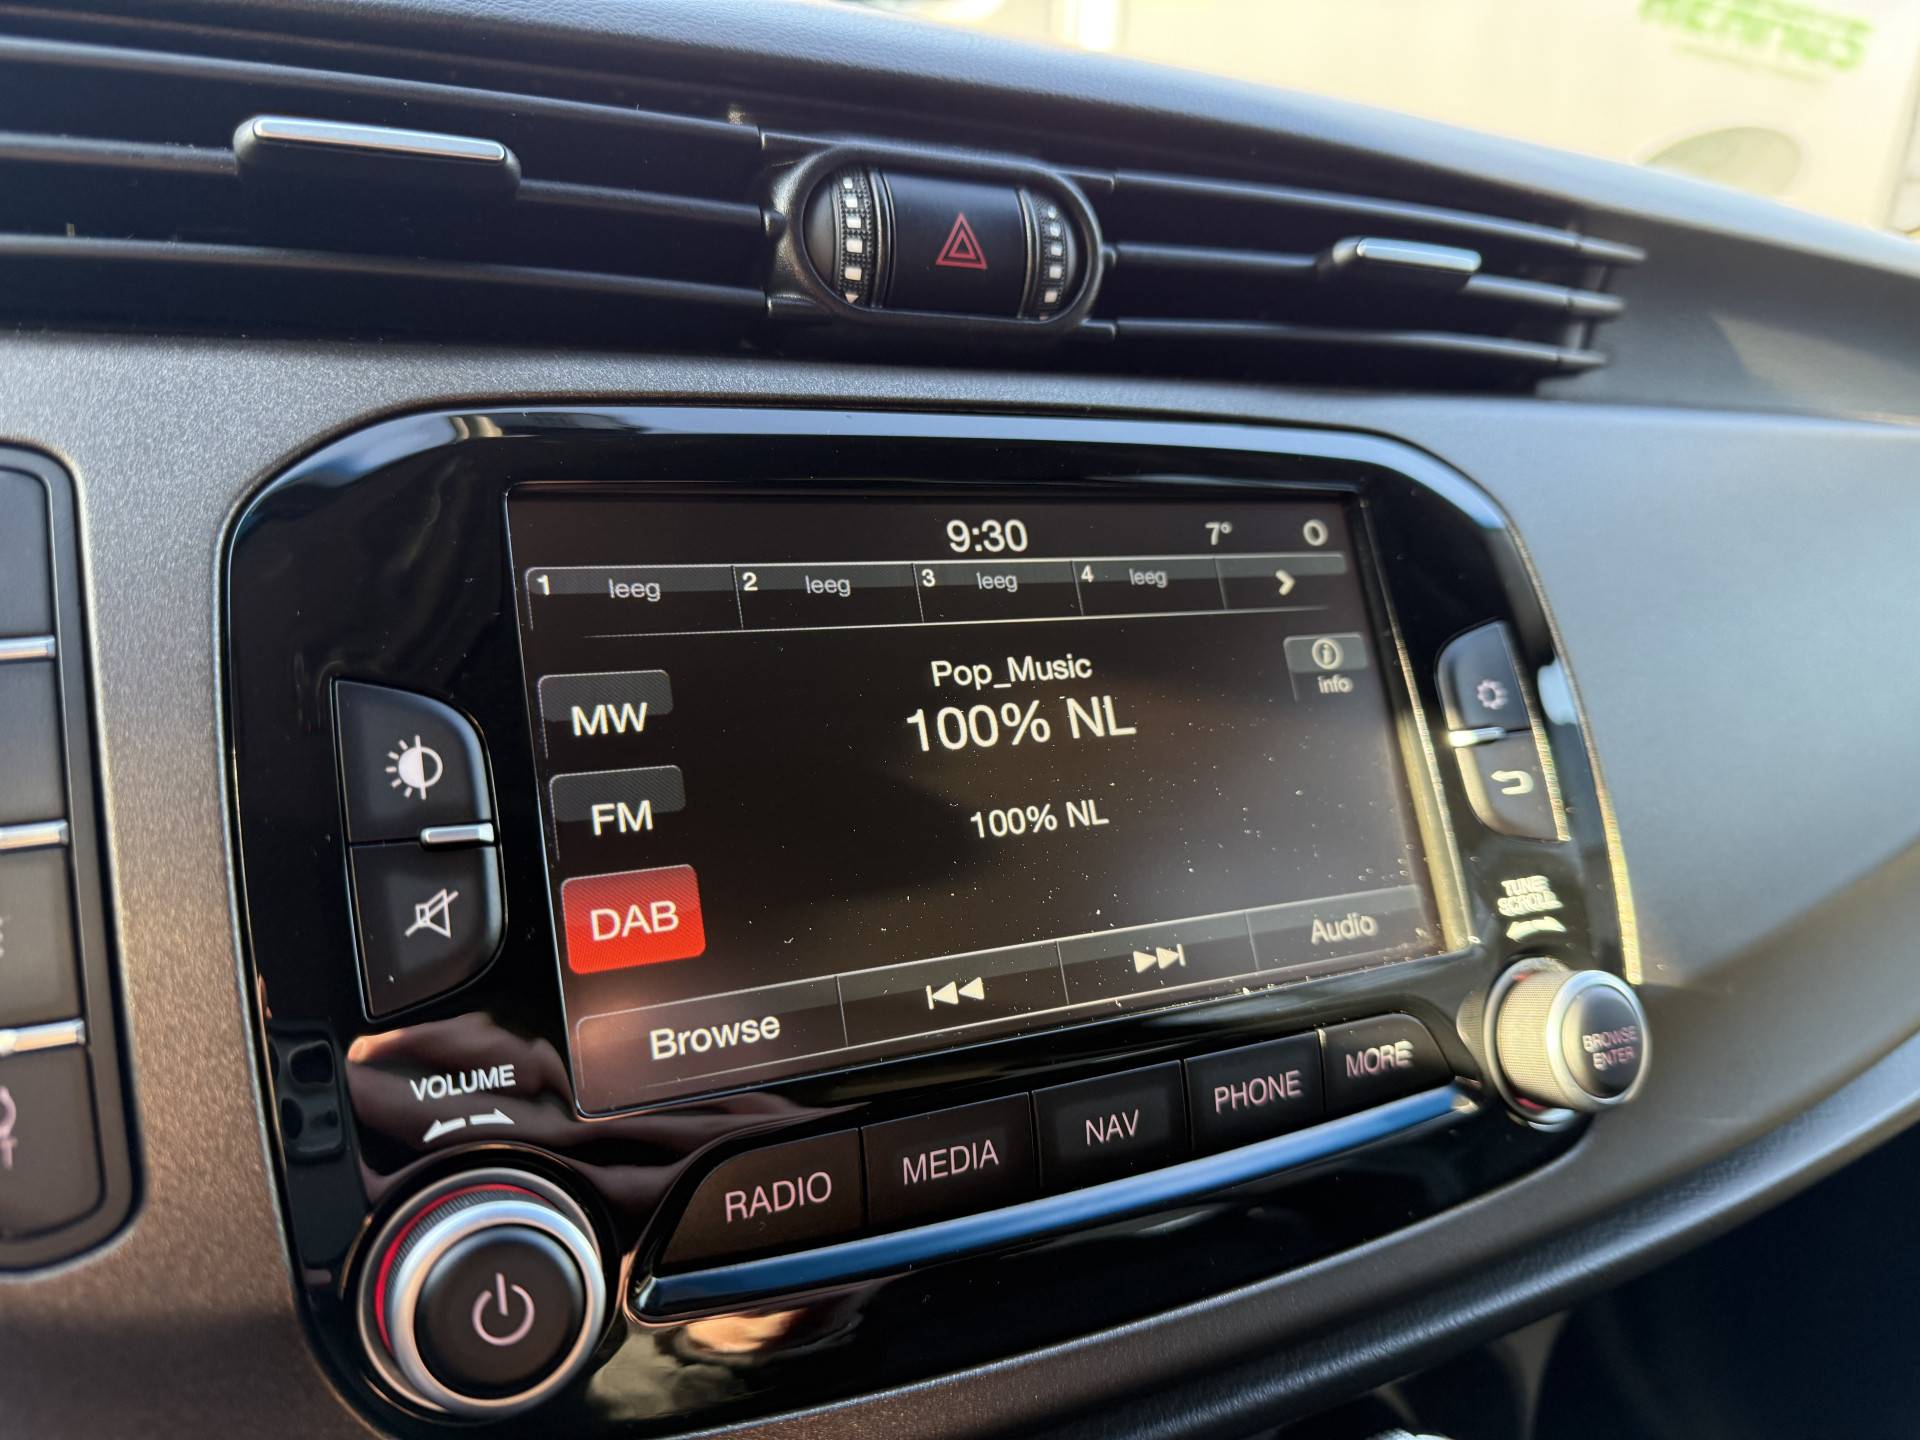 9:30 7° O
1 leeg 2 leeg 3 leeg 4 leeg
info
Pop_Music
100% NL
100% NL
MW
FM
DAB
Browse
Audio
VOLUME
TUNE
SCROLL
BROWSE
ENTER
RADIO MEDIA NAV PHONE MORE